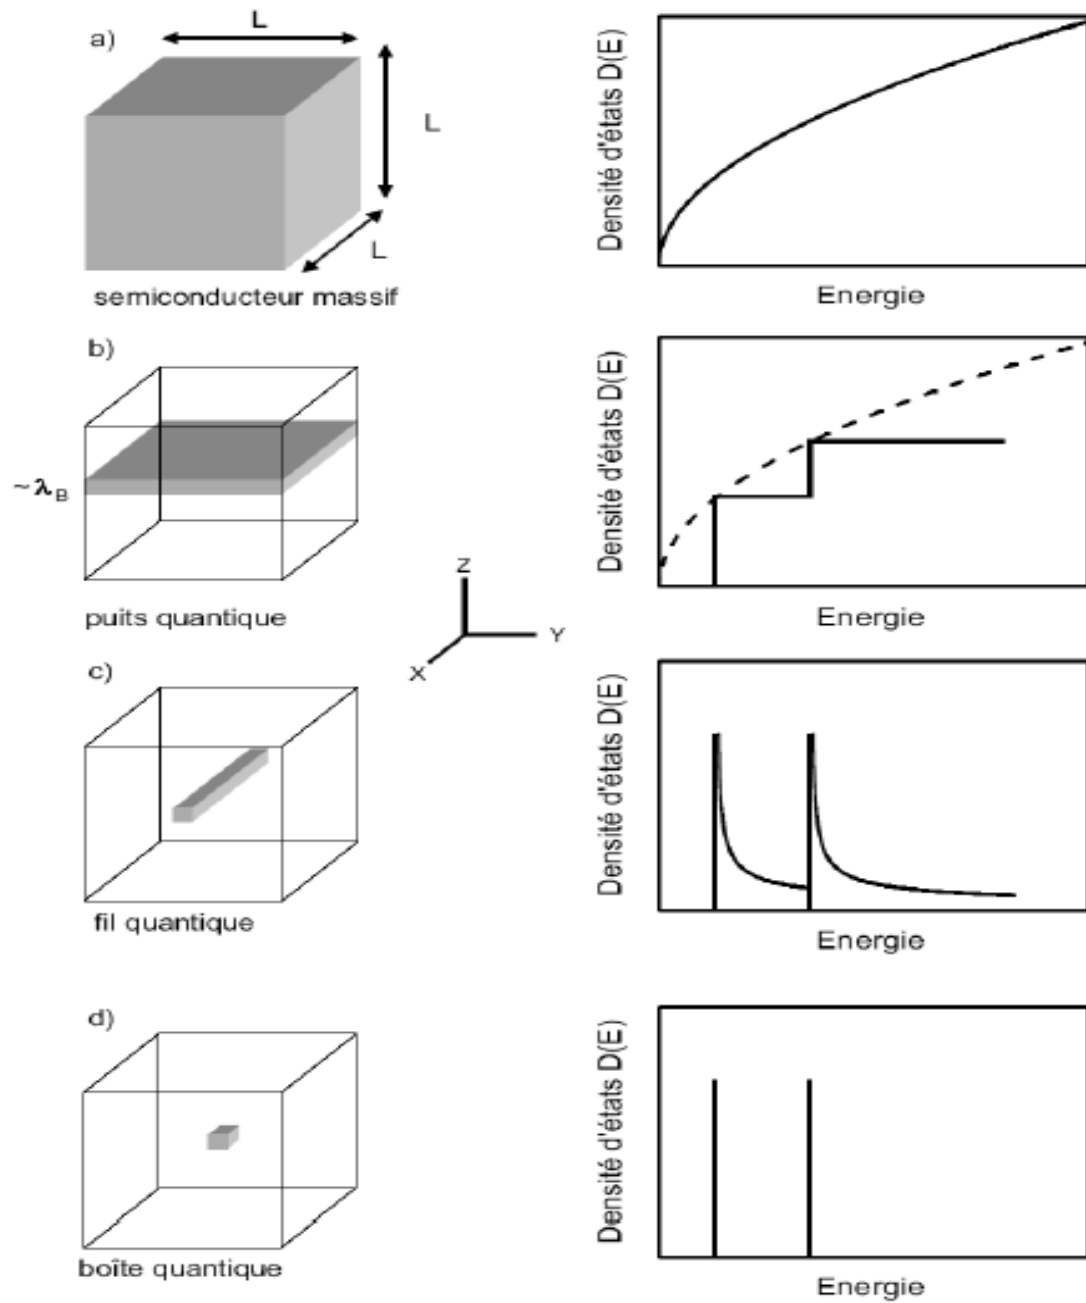 a)
L
L
L
semiconducteur massif
Densité d'états D(E)
Energie
b)
~λB
puits quantique
Densité d'états D(E)
Energie
Z
Y
X
c)
fil quantique
Densité d'états D(E)
Energie
d)
boîte quantique
Densité d'états D(E)
Energie